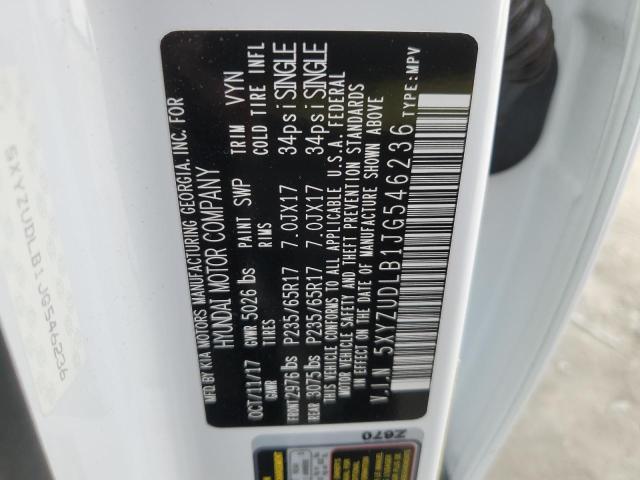 MFD BY KIA MOTORS MANUFACTURING GEORGIA, INC. FOR
HYUNDAI MOTOR COMPANY
OCT/11/17 GVWR 5026 lbs PAINT SWP TRIM VYN
GAWR TIRES RIMS COLD TIRE INFL
FRONT 2976 lbs P235/65R17 7.0JX17 34psi SINGLE
REAR 3075 lbs P235/65R17 7.0JX17 34psi SINGLE
THIS VEHICLE CONFORMS TO ALL APPLICABLE U.S.A. FEDERAL
MOTOR VEHICLE SAFETY AND THEFT PREVENTION STANDARDS
IN EFFECT ON THE DATE OF MANUFACTURE SHOWN ABOVE
V.I.N 5XYZUDLB1JG546236 TYPE:MPV
5XYZUDLB1JG546236
Z670